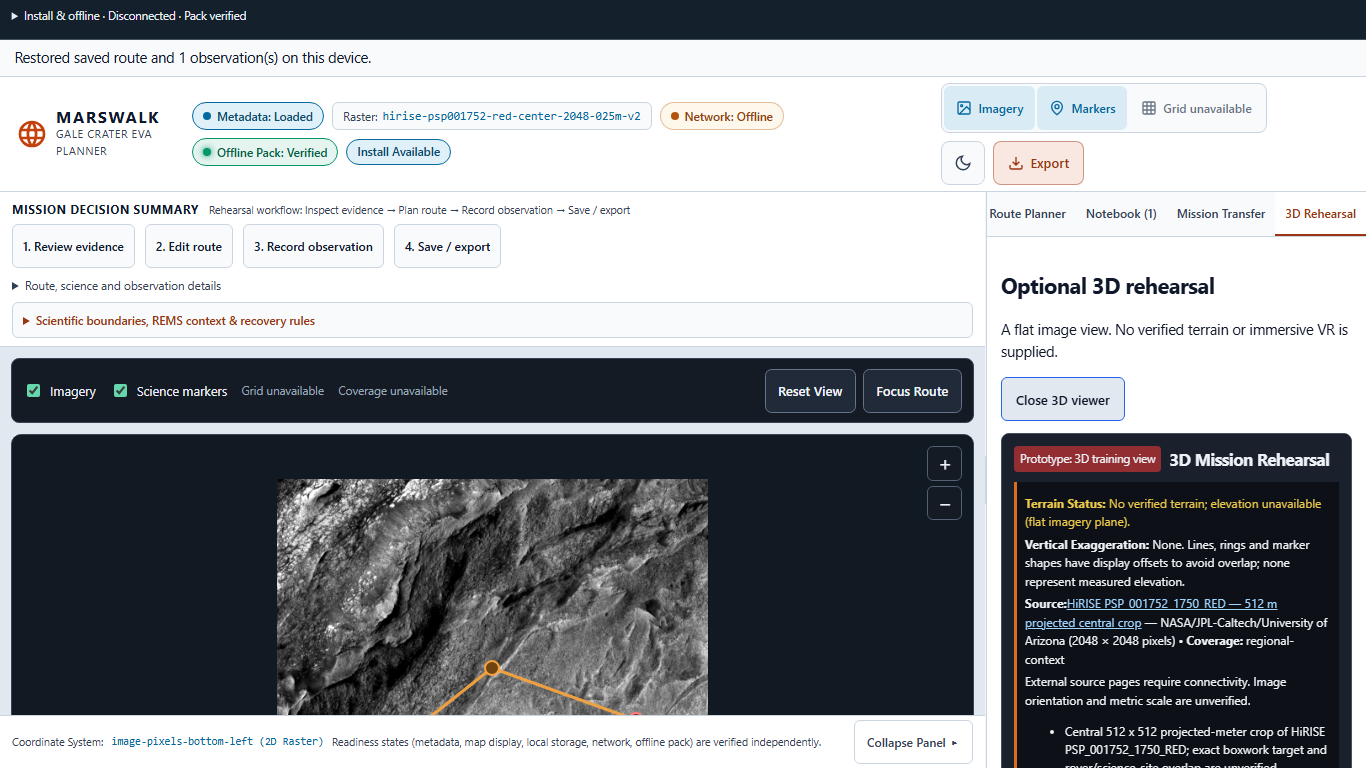 ▸ Install & offline · Disconnected · Pack verified
Restored saved route and 1 observation(s) on this device.
MARSWALK
GALE CRATER EVA
PLANNER
Metadata: Loaded
Raster: hirise-psp001752-red-center-2048-025m-v2
Network: Offline
Offline Pack: Verified
Install Available
Imagery
Markers
Grid unavailable
Export
MISSION DECISION SUMMARY Rehearsal workflow: Inspect evidence → Plan route → Record observation → Save / export
1. Review evidence
2. Edit route
3. Record observation
4. Save / export
▸ Route, science and observation details
▸ Scientific boundaries, REMS context & recovery rules
Imagery
Science markers
Grid unavailable
Coverage unavailable
Reset View
Focus Route
+
−
Coordinate System: image-pixels-bottom-left (2D Raster) Readiness states (metadata, map display, local storage, network, offline pack) are verified independently.
Collapse Panel ▸
Route Planner
Notebook (1)
Mission Transfer
3D Rehearsal
Optional 3D rehearsal
A flat image view. No verified terrain or immersive VR is
supplied.
Close 3D viewer
Prototype: 3D training view
3D Mission Rehearsal
Terrain Status: No verified terrain; elevation unavailable
(flat imagery plane).
Vertical Exaggeration: None. Lines, rings and marker
shapes have display offsets to avoid overlap; none
represent measured elevation.
Source:HiRISE PSP_001752_1750_RED — 512 m
projected central crop — NASA/JPL-Caltech/University of
Arizona (2048 × 2048 pixels) • Coverage: regional-
context
External source pages require connectivity. Image
orientation and metric scale are unverified.
• Central 512 x 512 projected-meter crop of HiRISE
PSP_001752_1750_RED; exact boxwork target and
rover/science-site overlap are unverified